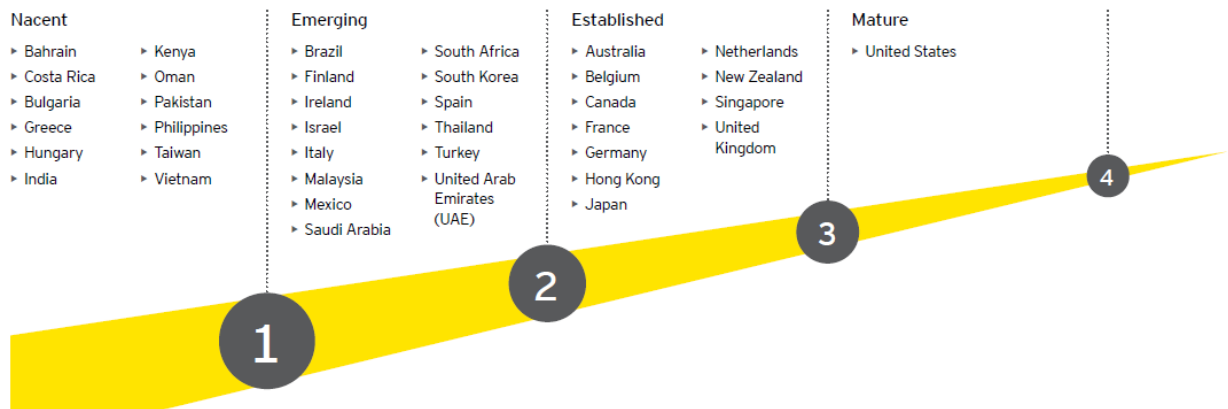 Nacent
▸ Bahrain
▸ Costa Rica
▸ Bulgaria
▸ Greece
▸ Hungary
▸ India
▸ Kenya
▸ Oman
▸ Pakistan
▸ Philippines
▸ Taiwan
▸ Vietnam
Emerging
▸ Brazil
▸ Finland
▸ Ireland
▸ Israel
▸ Italy
▸ Malaysia
▸ Mexico
▸ Saudi Arabia
▸ South Africa
▸ South Korea
▸ Spain
▸ Thailand
▸ Turkey
▸ United Arab
Emirates
(UAE)
Established
▸ Australia
▸ Belgium
▸ Canada
▸ France
▸ Germany
▸ Hong Kong
▸ Japan
▸ Netherlands
▸ New Zealand
▸ Singapore
▸ United
Kingdom
Mature
▸ United States
1
2
3
4